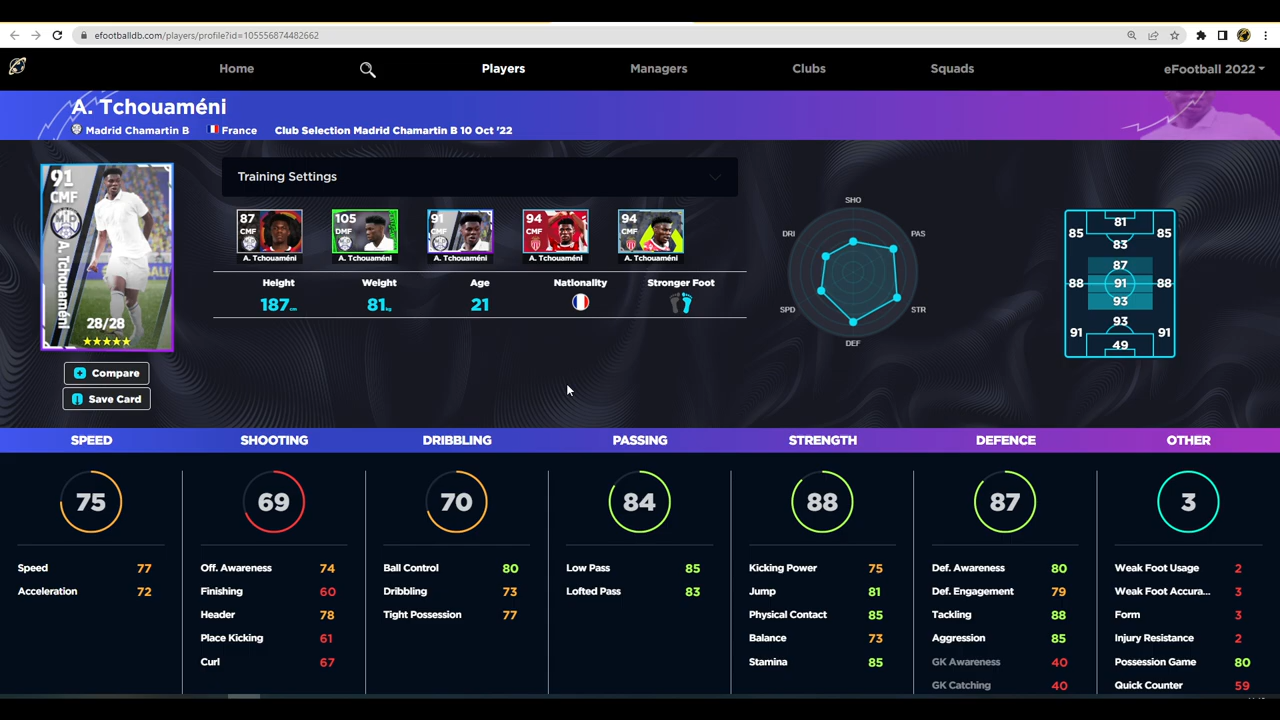 efootballdb.com/players/profile?id=105556874482662
Home
Players
Managers
Clubs
Squads
eFootball 2022
A. Tchouaméni
Madrid Chamartin B
France
Club Selection Madrid Chamartin B 10 Oct '22
91
CMF
A. Tchouaméni
28/28
Compare
Save Card
Training Settings
87
CMF
A. Tchouaméni
105
DMF
A. Tchouaméni
91
CMF
A. Tchouaméni
94
CMF
A. Tchouaméni
94
CMF
A. Tchouaméni
Height
187cm
Weight
81kg
Age
21
Nationality
Stronger Foot
SHO
PAS
STR
DEF
SPD
DRI
81
85 85
83
87
88 91 88
93
93
91 91
49
SPEED
75
Speed 77
Acceleration 72
SHOOTING
69
Off. Awareness 74
Finishing 60
Header 78
Place Kicking 61
Curl 67
DRIBBLING
70
Ball Control 80
Dribbling 73
Tight Possession 77
PASSING
84
Low Pass 85
Lofted Pass 83
STRENGTH
88
Kicking Power 75
Jump 81
Physical Contact 85
Balance 73
Stamina 85
DEFENCE
87
Def. Awareness 80
Def. Engagement 79
Tackling 88
Aggression 85
GK Awareness 40
GK Catching 40
OTHER
3
Weak Foot Usage 2
Weak Foot Accura... 3
Form 3
Injury Resistance 2
Possession Game 80
Quick Counter 59